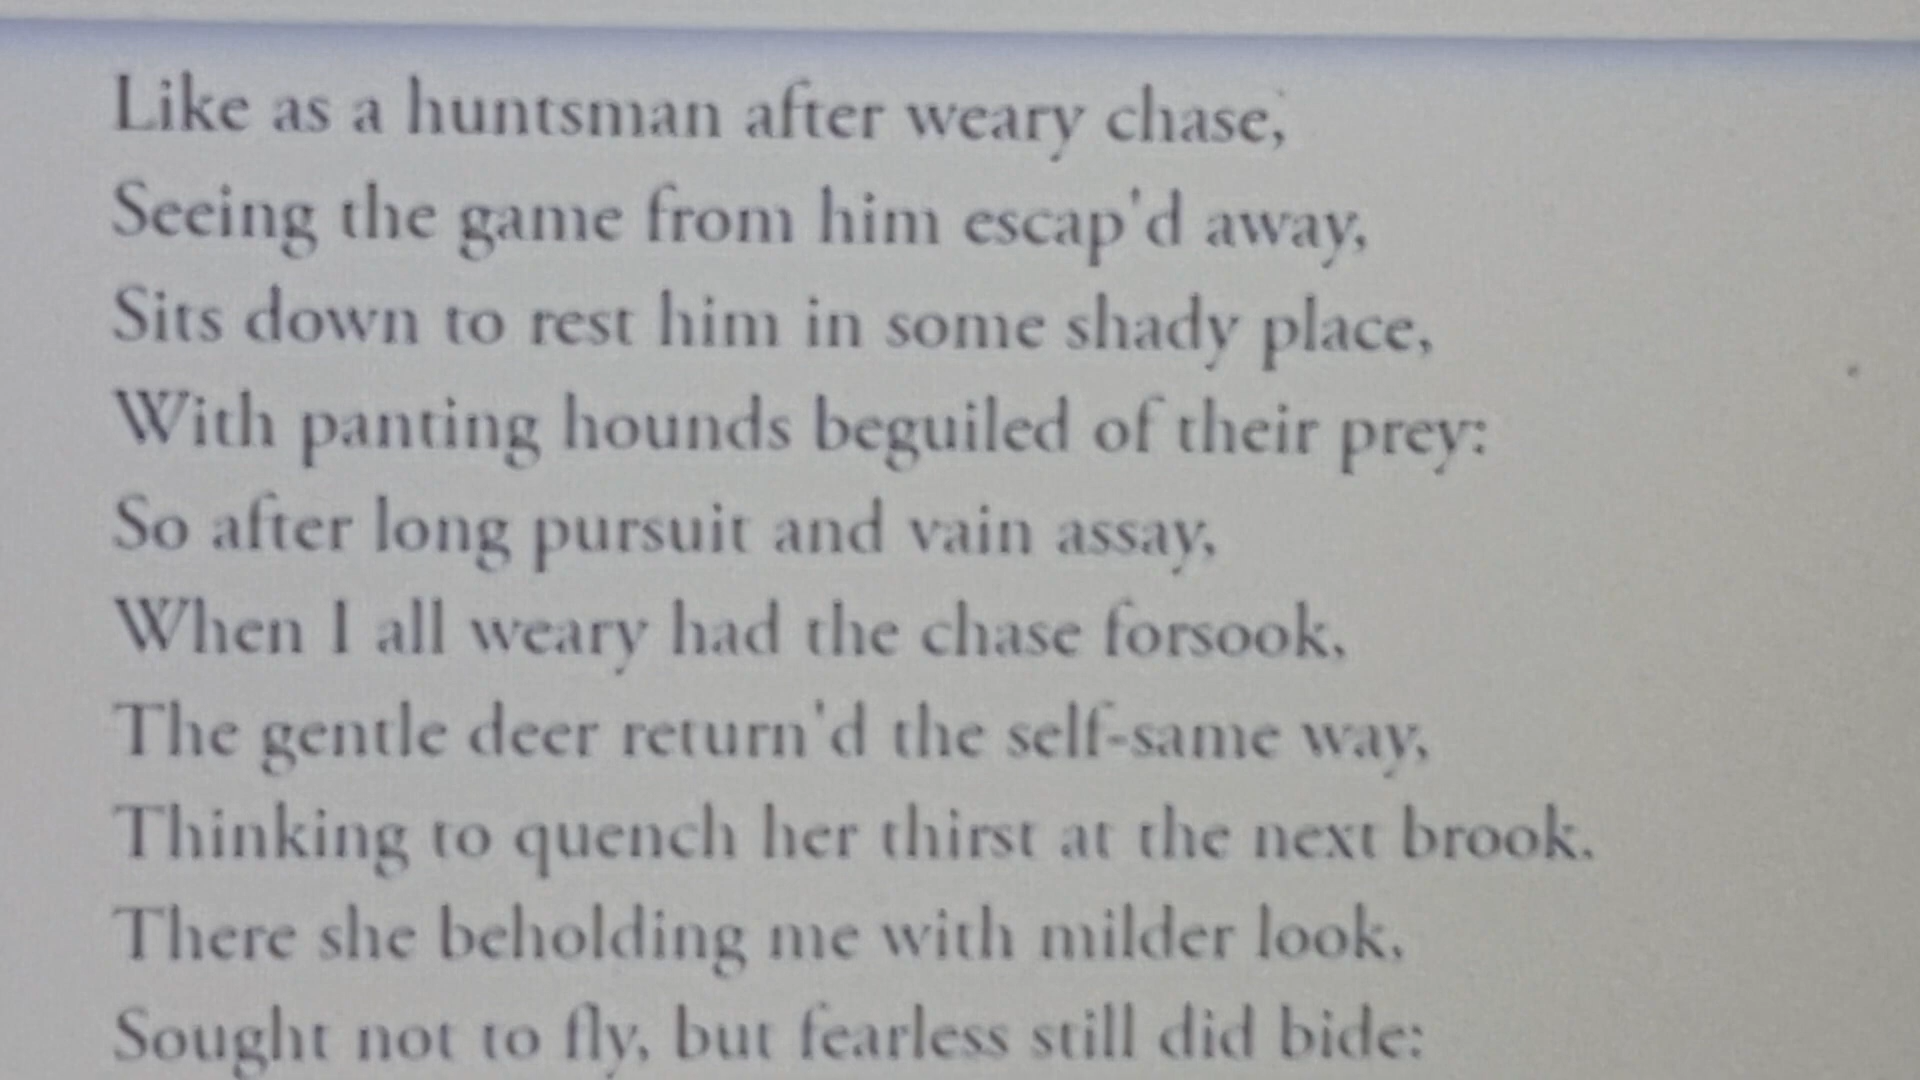 Like as a huntsman after weary chase,
Seeing the game from him escap'd away,
Sits down to rest him in some shady place,
With panting hounds beguiled of their prey:
So after long pursuit and vain assay,
When I all weary had the chase forsook,
The gentle deer return'd the self-same way,
Thinking to quench her thirst at the next brook.
There she beholding me with milder look,
Sought not to fly, but fearless still did bide: